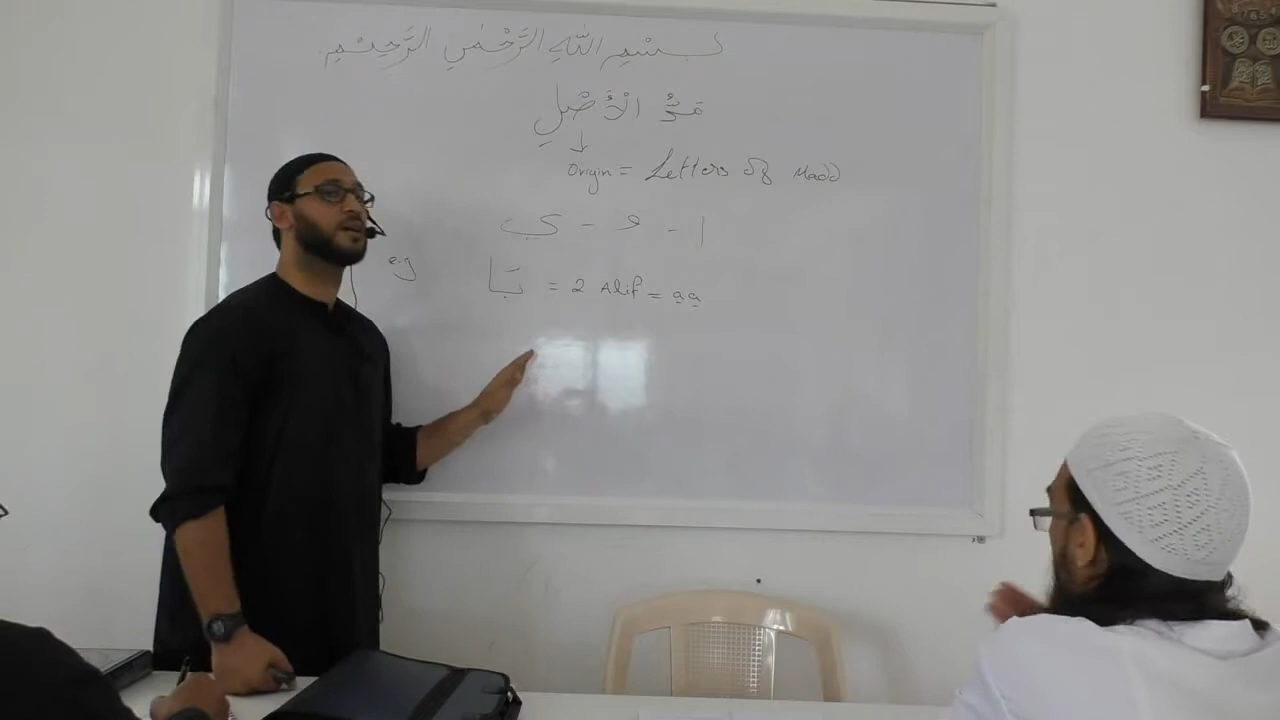 بِسْمِ اللّٰهِ الرَّحْمٰنِ الرَّحِيْمِ
مَدُّ الْأَصْلِ
↓
Origin = Letters of Madd
ا - و - ي
e.g بَا = 2 Alif = aa